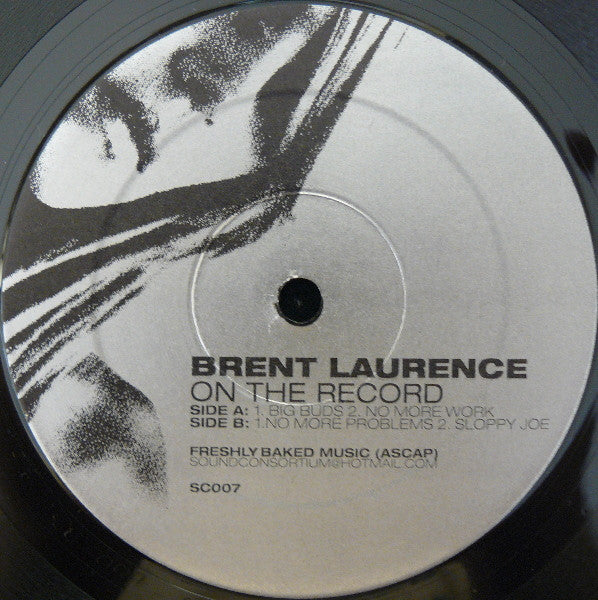 BRENT LAURENCE
ON THE RECORD
SIDE A: 1. BIG BUDS 2. NO MORE WORK
SIDE B: 1.NO MORE PROBLEMS 2. SLOPPY JOE
FRESHLY BAKED MUSIC (ASCAP)
SOUNDCONSORTIUM@HOTMAIL.COM
SC007